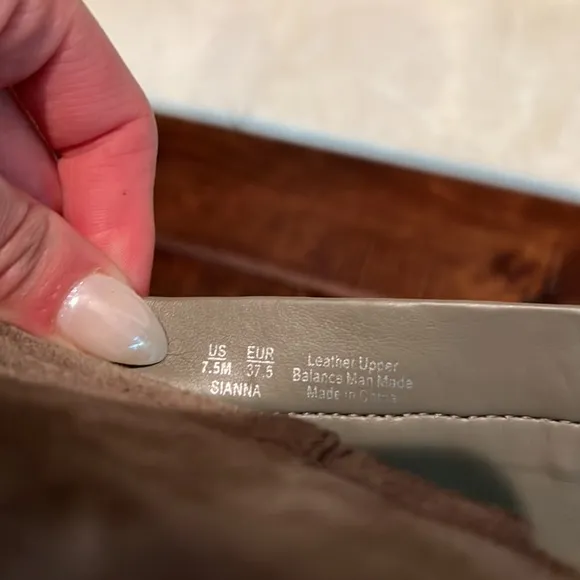 US EUR
7.5M 37.5
SIANNA
Leather Upper
Balance Man Made
Made in China